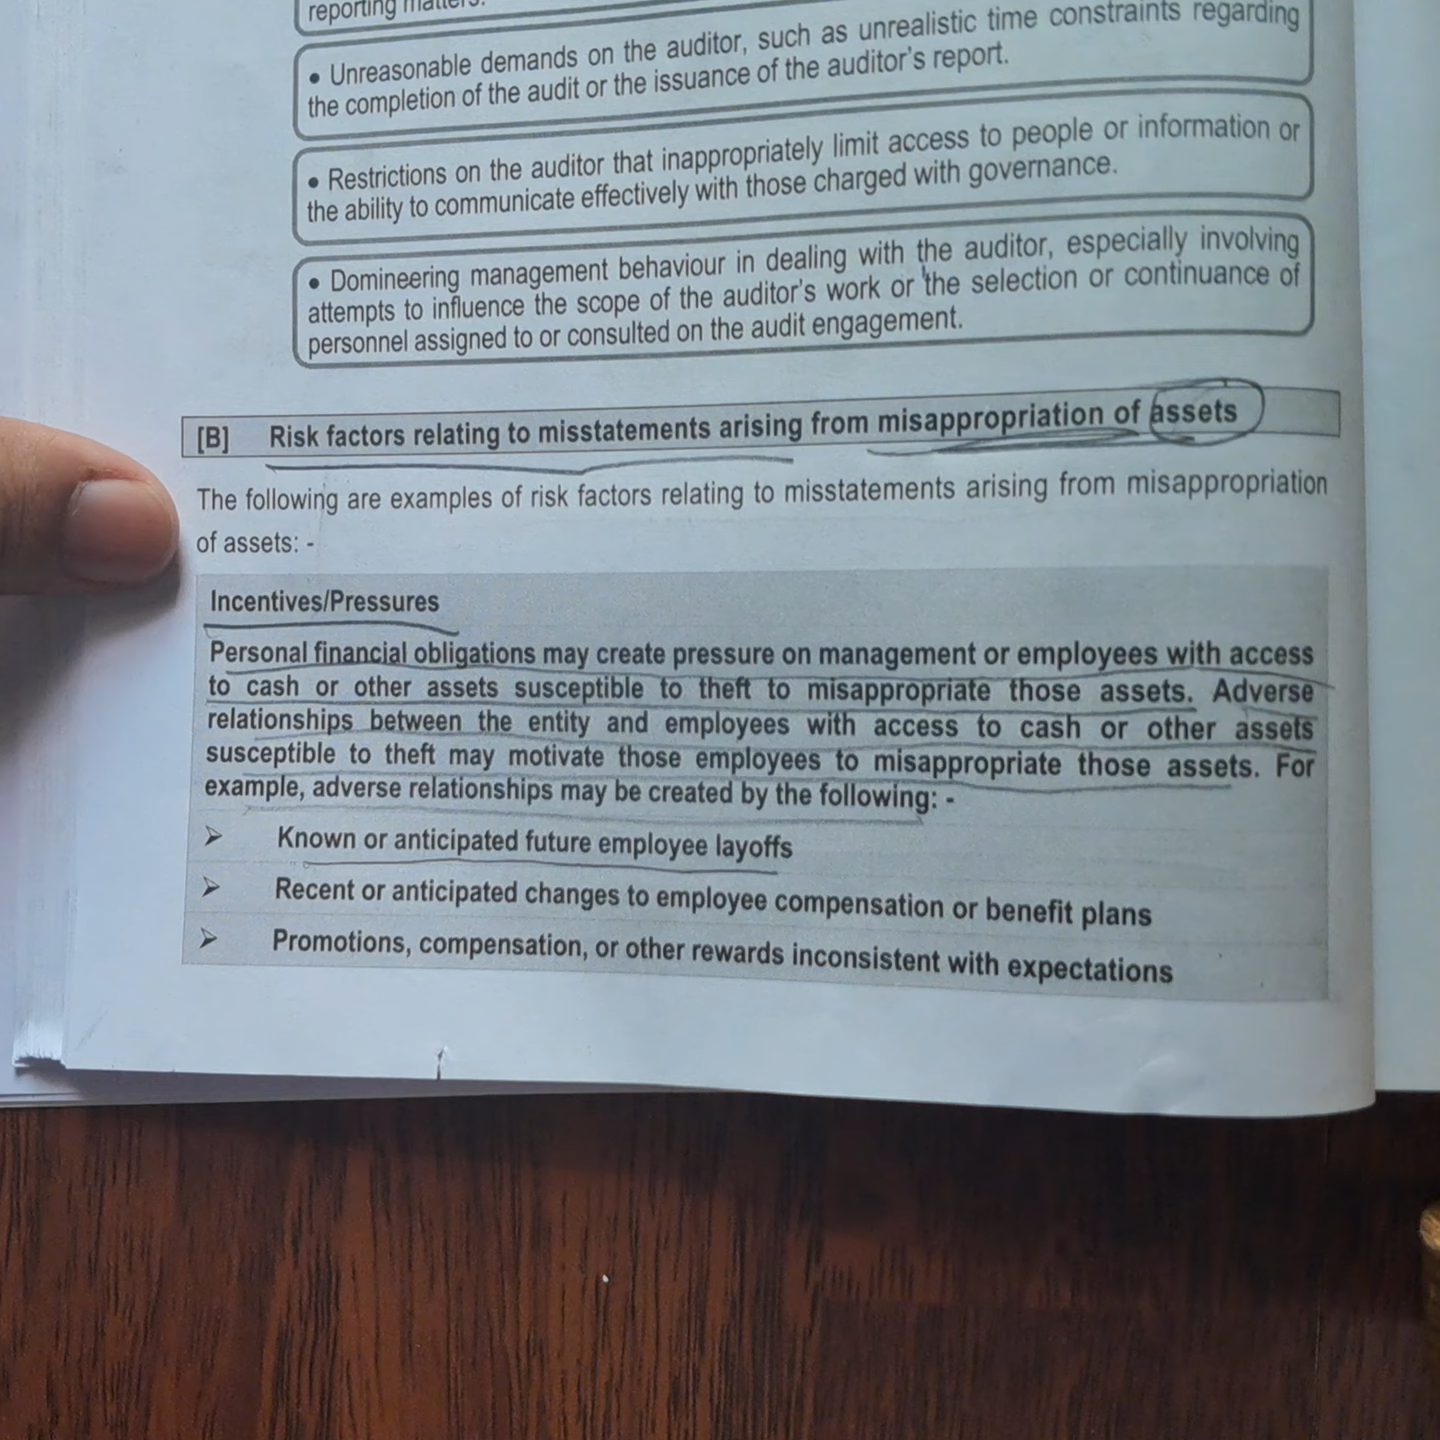 reporting matters.
• Unreasonable demands on the auditor, such as unrealistic time constraints regarding
the completion of the audit or the issuance of the auditor's report.
• Restrictions on the auditor that inappropriately limit access to people or information or
the ability to communicate effectively with those charged with governance.
• Domineering management behaviour in dealing with the auditor, especially involving
attempts to influence the scope of the auditor's work or the selection or continuance of
personnel assigned to or consulted on the audit engagement.
[B] Risk factors relating to misstatements arising from misappropriation of assets
The following are examples of risk factors relating to misstatements arising from misappropriation
of assets: -
Incentives/Pressures
Personal financial obligations may create pressure on management or employees with access
to cash or other assets susceptible to theft to misappropriate those assets. Adverse
relationships between the entity and employees with access to cash or other assets
susceptible to theft may motivate those employees to misappropriate those assets. For
example, adverse relationships may be created by the following: -
➢ Known or anticipated future employee layoffs
➢ Recent or anticipated changes to employee compensation or benefit plans
➢ Promotions, compensation, or other rewards inconsistent with expectations